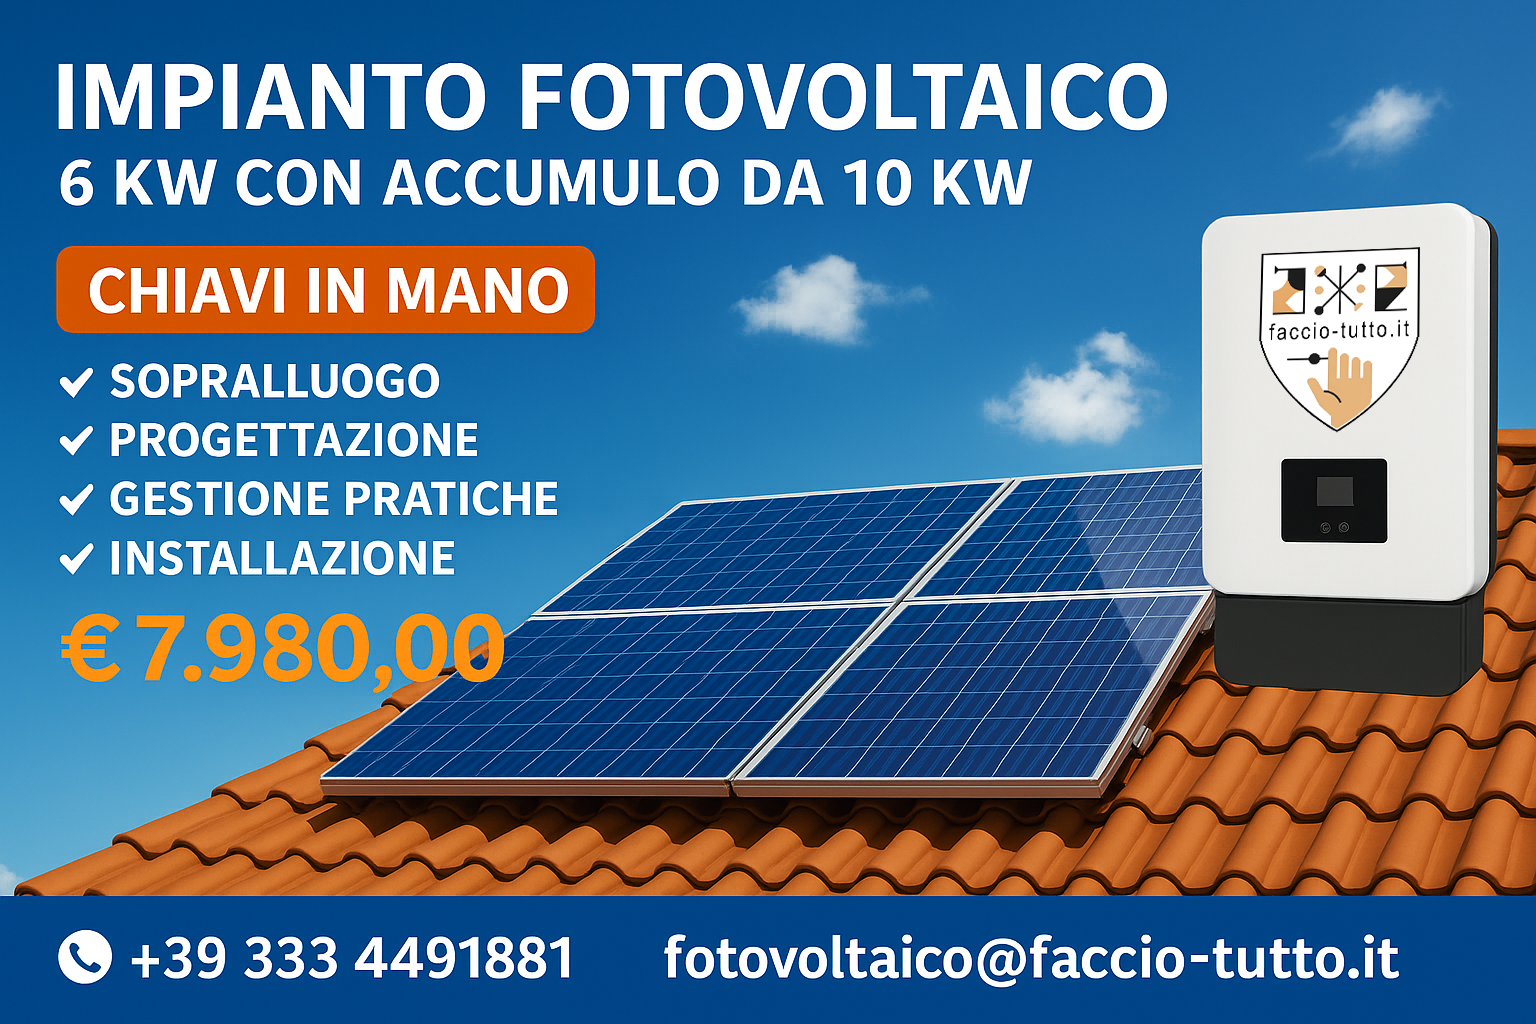 IMPIANTO FOTOVOLTAICO
6 KW CON ACCUMULO DA 10 KW
CHIAVI IN MANO
SOPRALLUOGO
PROGETTAZIONE
GESTIONE PRATICHE
INSTALLAZIONE
€ 7.980,00
faccio-tutto.it
+39 333 4491881
fotovoltaico@faccio-tutto.it